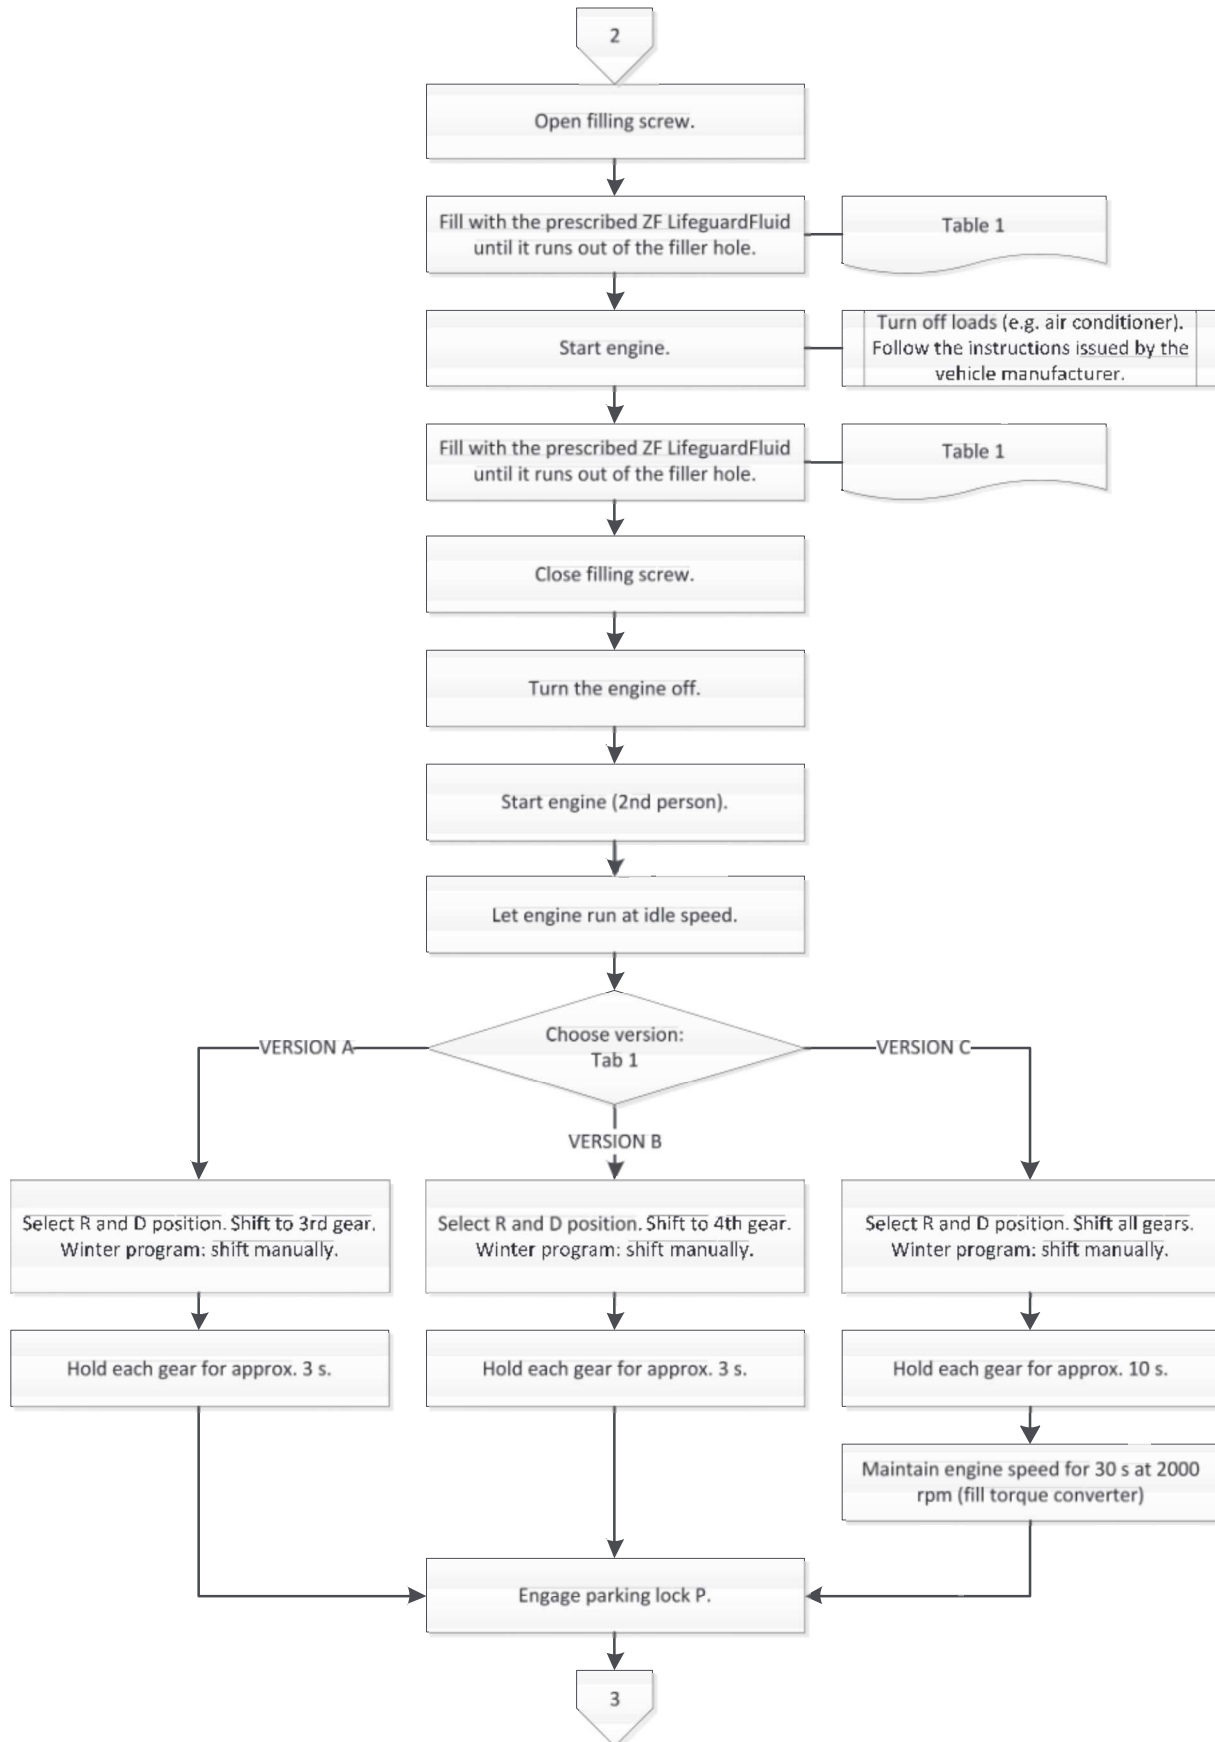 2
Open filling screw.
Fill with the prescribed ZF LifeguardFluid
until it runs out of the filler hole.
Table 1
Start engine.
Turn off loads (e.g. air conditioner).
Follow the instructions issued by the
vehicle manufacturer.
Fill with the prescribed ZF LifeguardFluid
until it runs out of the filler hole.
Table 1
Close filling screw.
Turn the engine off.
Start engine (2nd person).
Let engine run at idle speed.
Choose version:
Tab 1
VERSION A
VERSION B
VERSION C
Select R and D position. Shift to 3rd gear.
Winter program: shift manually.
Select R and D position. Shift to 4th gear.
Winter program: shift manually.
Select R and D position. Shift all gears.
Winter program: shift manually.
Hold each gear for approx. 3 s.
Hold each gear for approx. 3 s.
Hold each gear for approx. 10 s.
Maintain engine speed for 30 s at 2000
rpm (fill torque converter)
Engage parking lock P.
3